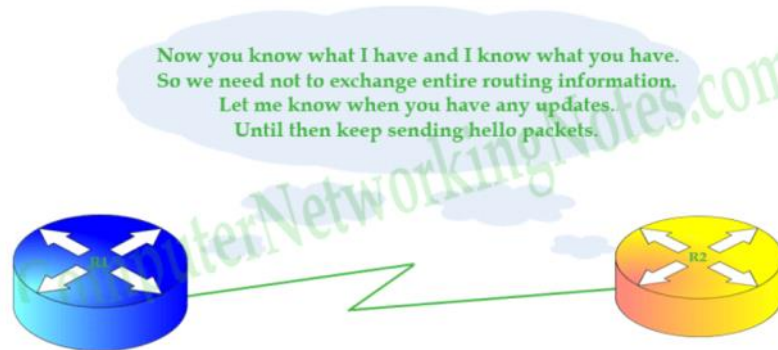 Now you know what I have and I know what you have.
So we need not to exchange entire routing information.
Let me know when you have any updates.
Until then keep sending hello packets.
ComputerNetworkingNotes.com
R1
R2